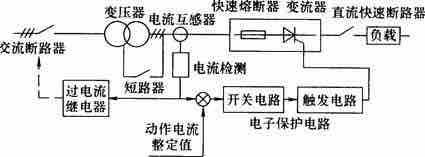 变压器
电流互感器
快速熔断器
变流器
直流快速断路器
交流断路器
负载
短路器
电流检测
过电流
继电器
开关电路
触发电路
电子保护电路
动作电流
整定值